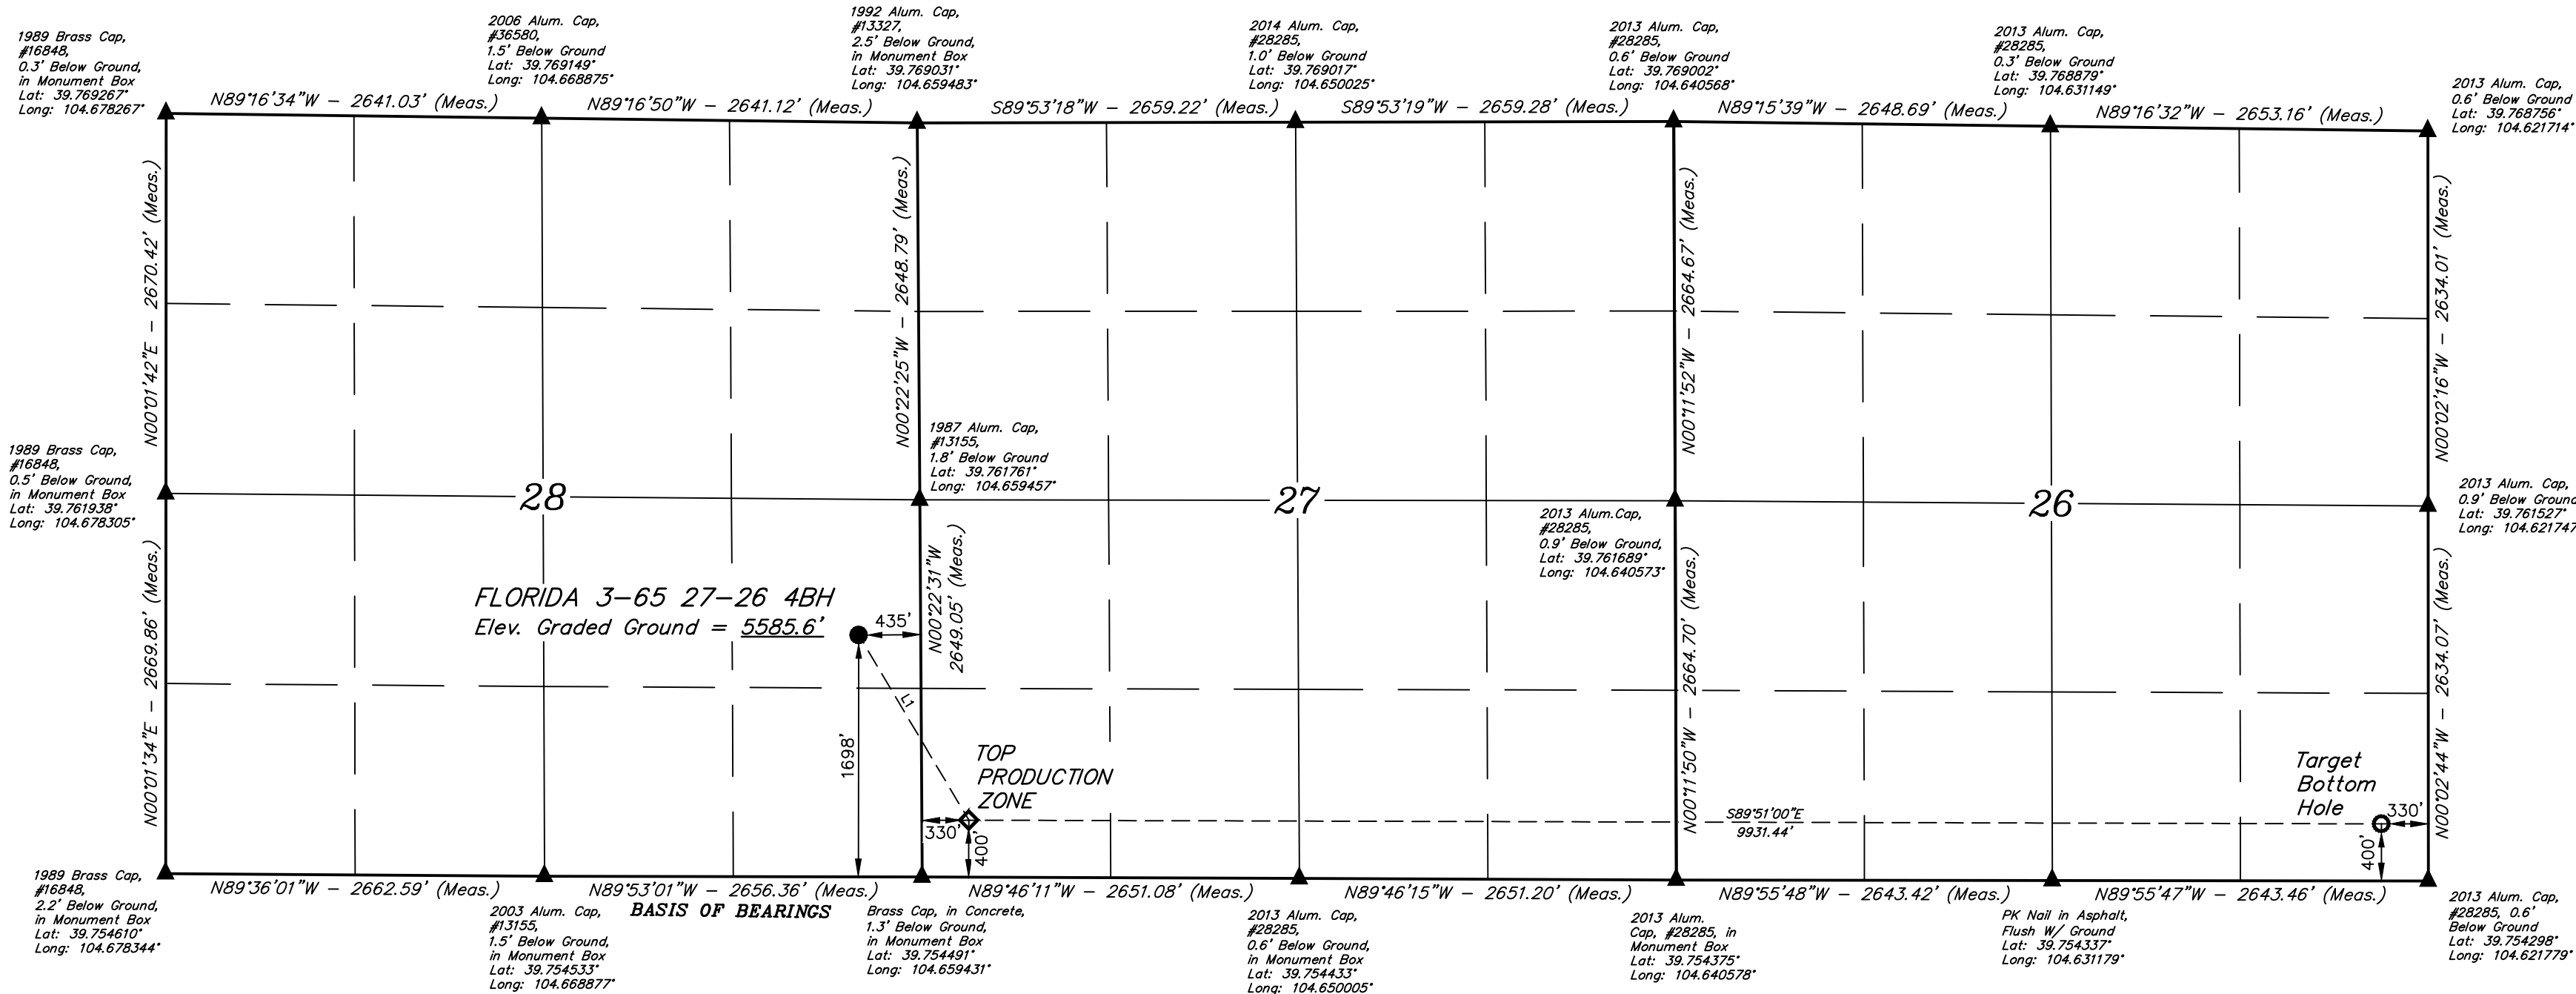 1989 Brass Cap,
#16848,
0.3' Below Ground,
in Monument Box
Lat: 39.769267°
Long: 104.678267°
2006 Alum. Cap,
#36580,
1.5' Below Ground
Lat: 39.769149°
Long: 104.668875°
1992 Alum. Cap,
#13327,
2.5' Below Ground,
in Monument Box
Lat: 39.769031°
Long: 104.659483°
2014 Alum. Cap,
#28285,
1.0' Below Ground
Lat: 39.769017°
Long: 104.650025°
2013 Alum. Cap,
#28285,
0.6' Below Ground
Lat: 39.769002°
Long: 104.640568°
2013 Alum. Cap,
#28285,
0.3' Below Ground
Lat: 39.768879°
Long: 104.631149°
2013 Alum. Cap,
0.6' Below Ground
Lat: 39.768756°
Long: 104.621714°
N89°16'34"W - 2641.03' (Meas.)
N89°16'50"W - 2641.12' (Meas.)
S89°53'18"W - 2659.22' (Meas.)
S89°53'19"W - 2659.28' (Meas.)
N89°15'39"W - 2648.69' (Meas.)
N89°16'32"W - 2653.16' (Meas.)
N00°01'42"E - 2670.42' (Meas.)
N00°22'25"W - 2648.79' (Meas.)
N00°11'52"W - 2664.67' (Meas.)
N00°02'16"W - 2634.01' (Meas.)
1989 Brass Cap,
#16848,
0.5' Below Ground,
in Monument Box
Lat: 39.761938°
Long: 104.678305°
1987 Alum. Cap,
#13155,
1.8' Below Ground
Lat: 39.761761°
Long: 104.659457°
2013 Alum.Cap,
#28285,
0.9' Below Ground,
Lat: 39.761689°
Long: 104.640573°
2013 Alum. Cap,
0.9' Below Ground
Lat: 39.761527°
Long: 104.621747°
28
27
26
FLORIDA 3-65 27-26 4BH
Elev. Graded Ground = 5585.6'
435'
1698'
L1
N00°22'31"W
2649.05' (Meas.)
N00°01'34"E - 2669.86' (Meas.)
N00°11'50"W - 2664.70' (Meas.)
N00°02'44"W - 2634.07' (Meas.)
TOP
PRODUCTION
ZONE
330'
400'
S89°51'00"E
9931.44'
Target
Bottom
Hole
330'
400'
N89°36'01"W - 2662.59' (Meas.)
N89°53'01"W - 2656.36' (Meas.)
BASIS OF BEARINGS
N89°46'11"W - 2651.08' (Meas.)
N89°46'15"W - 2651.20' (Meas.)
N89°55'48"W - 2643.42' (Meas.)
N89°55'47"W - 2643.46' (Meas.)
1989 Brass Cap,
#16848,
2.2' Below Ground,
in Monument Box
Lat: 39.754610°
Long: 104.678344°
2003 Alum. Cap,
#13155,
1.5' Below Ground,
in Monument Box
Lat: 39.754533°
Long: 104.668877°
Brass Cap, in Concrete,
1.3' Below Ground,
in Monument Box
Lat: 39.754491°
Long: 104.659431°
2013 Alum. Cap,
#28285,
0.6' Below Ground,
in Monument Box
Lat: 39.754433°
Long: 104.650005°
2013 Alum.
Cap, #28285, in
Monument Box
Lat: 39.754375°
Long: 104.640578°
PK Nail in Asphalt,
Flush W/ Ground
Lat: 39.754337°
Long: 104.631179°
2013 Alum. Cap,
#28285, 0.6'
Below Ground
Lat: 39.754298°
Long: 104.621779°